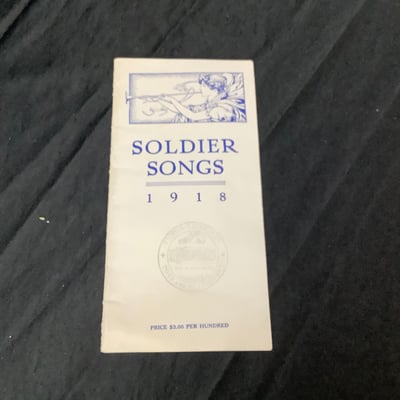 SOLDIER
SONGS
1918
PRICE $3.00 PER HUNDRED